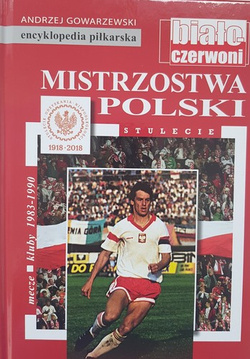 ANDRZEJ GOWARZEWSKI
encyklopedia piłkarska
biało
czerwoni
MISTRZOSTWA
POLSKI
STULECIE
1918-2018
mecze ■ kluby 1983-1990